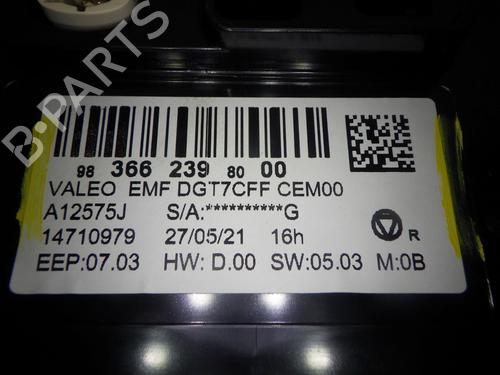 B-PARTS
98 366 239 80 00
VALEO EMF DGT7CFF CEM00
A12575J S/A:**********G
14710979 27/05/21 16h R
EEP:07.03 HW: D.00 SW:05.03 M:0B